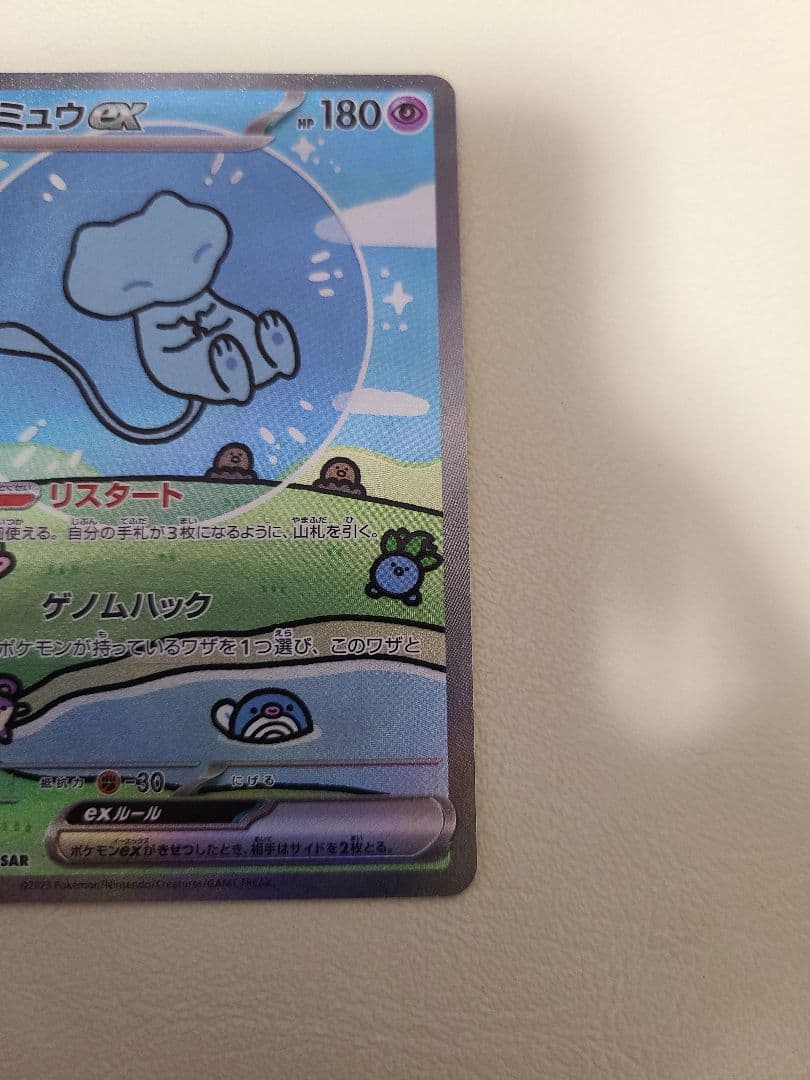 ミュウex HP 180
リスタート
使える。自分の手札が3枚になるように、山札を引く。
ゲノムハック
ポケモンが持っているワザを1つ選び、このワザと
抵抗力 -30 にげる
exルール
ポケモンexがきぜつしたとき、相手はサイドを2枚とる。
SAR
©2023 Pokémon/Nintendo/Creatures/GAME FREAK.